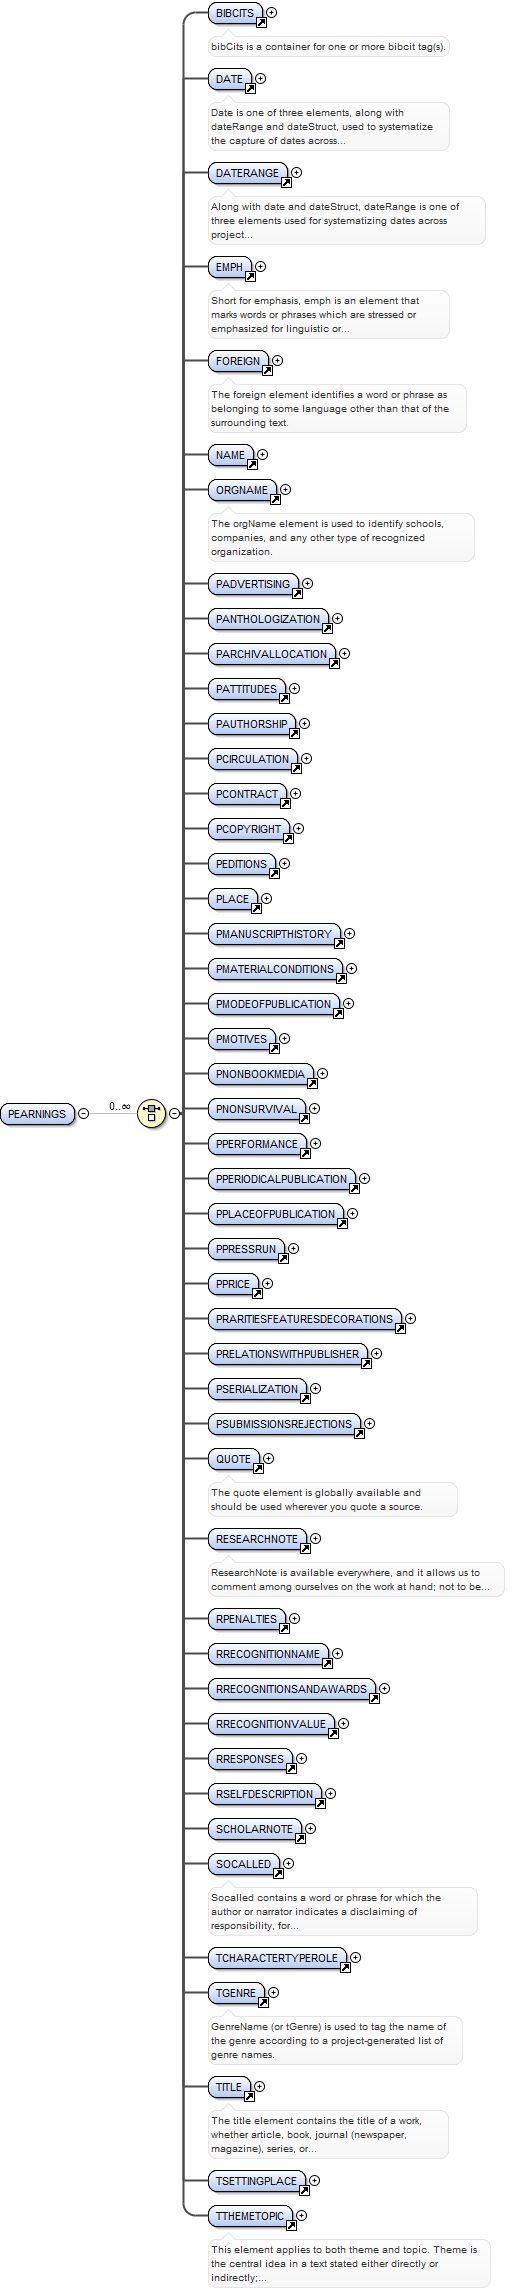 BIBCITS
bibCits is a container for one or more bibcit tag(s).
DATE
Date is one of three elements, along with
dateRange and dateStruct, used to systematize
the capture of dates across...
DATERANGE
Along with date and dateStruct, dateRange is one of
three elements used for systematizing dates across
project...
EMPH
Short for emphasis, emph is an element that
marks words or phrases which are stressed or
emphasized for linguistic or...
FOREIGN
The foreign element identifies a word or phrase as
belonging to some language other than that of the
surrounding text.
NAME
ORGNAME
The orgName element is used to identify schools,
companies, and any other type of recognized
organization.
PADVERTISING
PANTHOLOGIZATION
PARCHIVALLOCATION
PATTITUDES
PAUTHORSHIP
PCIRCULATION
PCONTRACT
PCOPYRIGHT
PEDITIONS
PLACE
PMANUSCRIPTHISTORY
PMATERIALCONDITIONS
PMODEOFPUBLICATION
PMOTIVES
PNONBOOKMEDIA
PEARNINGS 0..∞ PNONSURVIVAL
PPERFORMANCE
PPERIODICALPUBLICATION
PPLACEOFPUBLICATION
PPRESSRUN
PPRICE
PRARITIESFEATURESDECORATIONS
PRELATIONSWITHPUBLISHER
PSERIALIZATION
PSUBMISSIONSREJECTIONS
QUOTE
The quote element is globally available and
should be used wherever you quote a source.
RESEARCHNOTE
ResearchNote is available everywhere, and it allows us to
comment among ourselves on the work at hand; not to be...
RPENALTIES
RRECOGNITIONNAME
RRECOGNITIONSANDAWARDS
RRECOGNITIONVALUE
RRESPONSES
RSELFDESCRIPTION
SCHOLARNOTE
SOCALLED
Socalled contains a word or phrase for which the
author or narrator indicates a disclaiming of
responsibility, for...
TCHARACTERTYPEROLE
TGENRE
GenreName (or tGenre) is used to tag the name of
the genre according to a project-generated list of
genre names.
TITLE
The title element contains the title of a work,
whether article, book, journal (newspaper,
magazine), series, or...
TSETTINGPLACE
TTHEMETOPIC
This element applies to both theme and topic. Theme is
the central idea in a text stated either directly or
indirectly;...